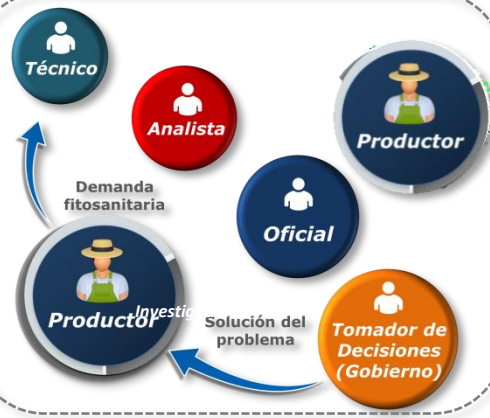 Técnico
Analista
Productor
Demanda
fitosanitaria
Oficial
Productor
Solución del
problema
Tomador de
Decisiones
(Gobierno)